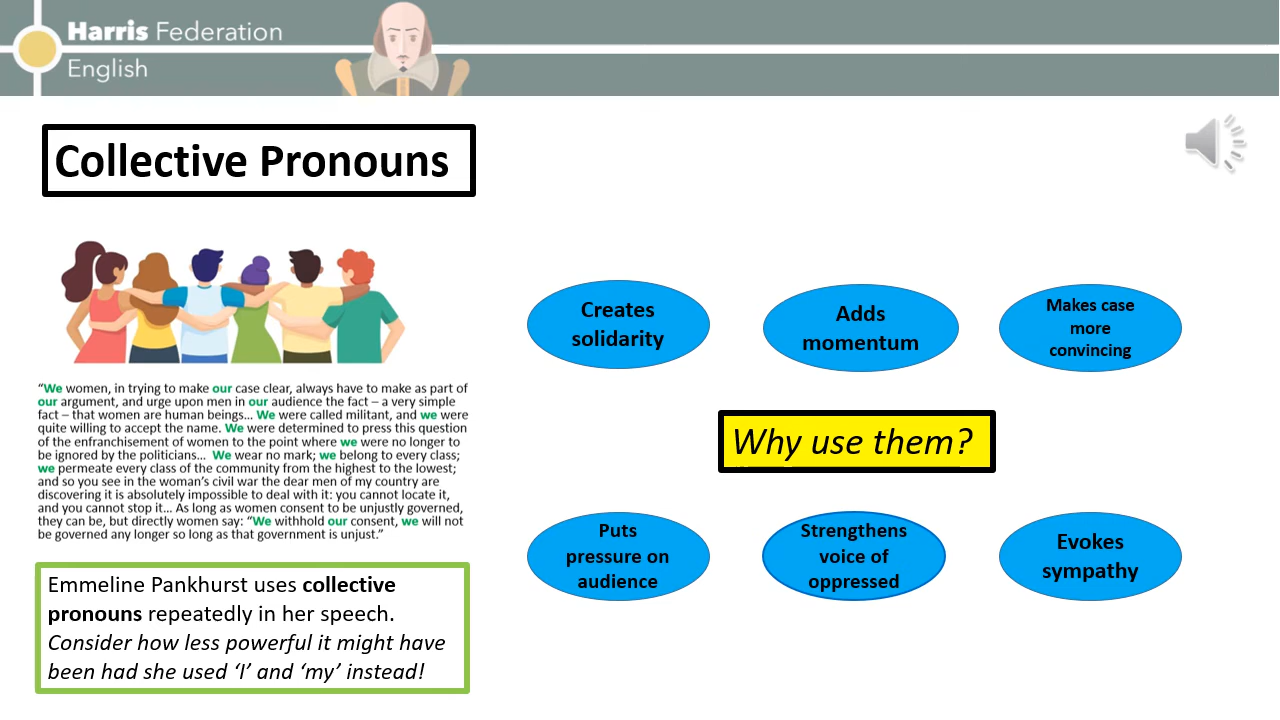 Harris Federation
English
Collective Pronouns
"We women, in trying to make our case clear, always have to make as part of
our argument, and urge upon men in our audience the fact – a very simple
fact – that women are human beings... We were called militant, and we were
quite willing to accept the name. We were determined to press this question
of the enfranchisement of women to the point where we were no longer to
be ignored by the politicians... We wear no mark; we belong to every class;
we permeate every class of the community from the highest to the lowest;
and so you see in the woman's civil war the dear men of my country are
discovering it is absolutely impossible to deal with it: you cannot locate it,
and you cannot stop it... As long as women consent to be unjustly governed,
they can be, but directly women say: "We withhold our consent, we will not
be governed any longer so long as that government is unjust."
Emmeline Pankhurst uses collective
pronouns repeatedly in her speech.
Consider how less powerful it might have
been had she used 'I' and 'my' instead!
Creates
solidarity
Adds
momentum
Makes case
more
convincing
Why use them?
Puts
pressure on
audience
Strengthens
voice of
oppressed
Evokes
sympathy